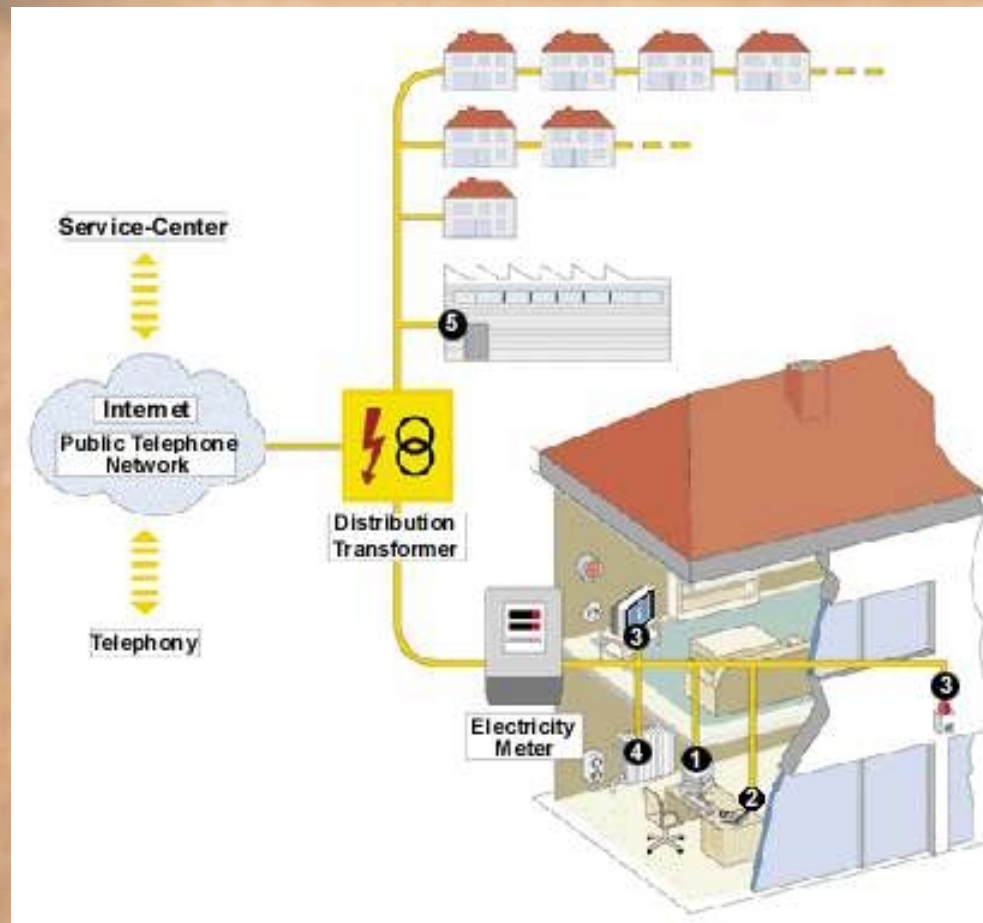 Service-Center
5
Internet
Public Telephone
Network
Distribution
Transformer
Telephony
3
3
Electricity
Meter
4
1
2